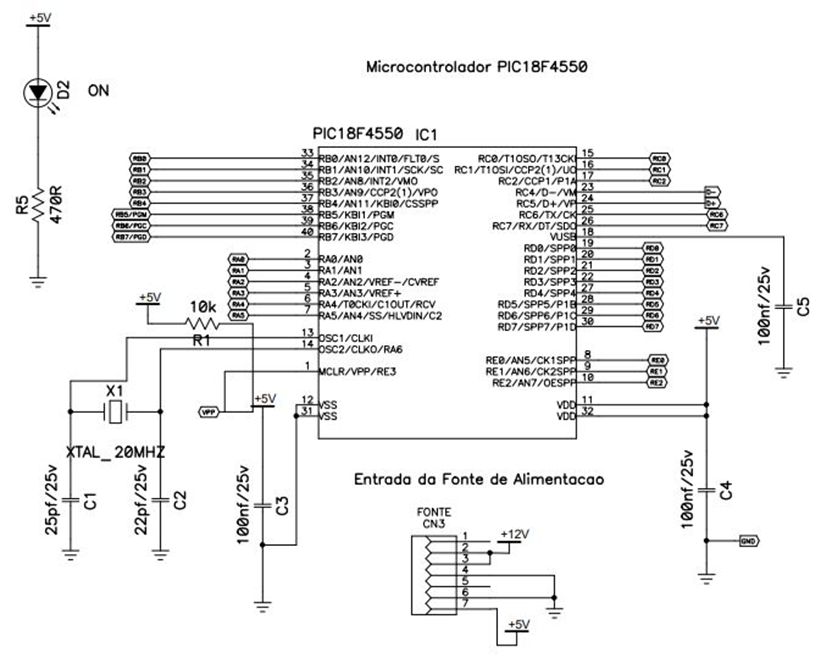 +5V
Microcontrolador PIC18F4550
D2
ON
PIC18F4550 IC1
R5
470R
RB0 33 RB0/AN12/INT0/FLT0/S
RB1 34 RB1/AN10/INT1/SCK/SC
RB2 35 RB2/AN8/INT2/VMO
RB3 36 RB3/AN9/CCP2(1)/VPO
RB4 37 RB4/AN11/KBI0/CSSPP
RB5/PGM 38 RB5/KBI1/PGM
RB6/PGC 39 RB6/KBI2/PGC
RB7/PGD 40 RB7/KBI3/PGD
RA0 2 RA0/AN0
RA1 3 RA1/AN1
RA2 4 RA2/AN2/VREF-/CVREF
RA3 5 RA3/AN3/VREF+
RA4 6 RA4/T0CKI/C1OUT/RCV
RA5 7 RA5/AN4/SS/HLVDIN/C2
13 OSC1/CLKI
14 OSC2/CLKO/RA6
1 MCLR/VPP/RE3
12 VSS
31 VSS
RC0/T1OSO/T13CKI 15 RC0
RC1/T1OSI/CCP2(1)/UO 16 RC1
RC2/CCP1/P1A 17 RC2
RC4/D-/VM 23 D-
RC5/D+/VP 24 D+
RC6/TX/CK 25 RC6
RC7/RX/DT/SDO 26 RC7
VUSB 18
RD0/SPP0 19 RD0
RD1/SPP1 20 RD1
RD2/SPP2 21 RD2
RD3/SPP3 22 RD3
RD4/SPP4 27 RD4
RD5/SPP5/P1B 28 RD5
RD6/SPP6/P1C 29 RD6
RD7/SPP7/P1D 30 RD7
RE0/AN5/CK1SPP 8 RE0
RE1/AN6/CK2SPP 9 RE1
RE2/AN7/OESPP 10 RE2
VDD 11
VDD 32
+5V
10k
R1
100nf/25v
C5
+5V
X1
VPP
+5V
XTAL_20MHZ
25pf/25v
C1
22pf/25v
C2
100nf/25v
C3
100nf/25v
C4
GND
Entrada da Fonte de Alimentacao
FONTE
CN3
1
2
3
4
5
6
7
+12V
+5V